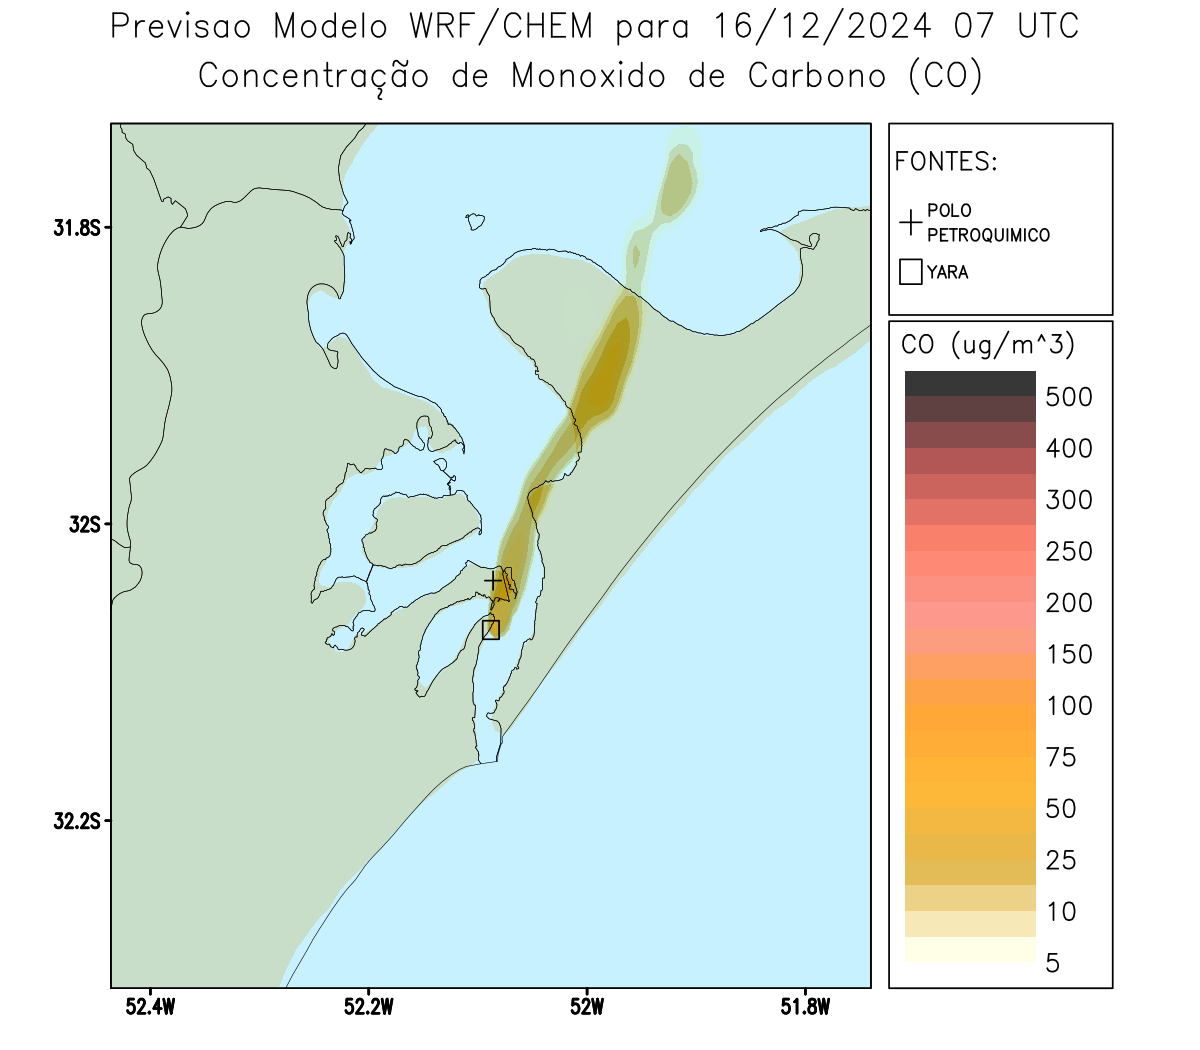 Previsao Modelo WRF/CHEM para 16/12/2024 07 UTC
Concentração de Monoxido de Carbono (CO)
FONTES:
POLO
PETROQUIMICO
YARA
CO (ug/m^3)
500
400
300
250
200
150
100
75
50
25
10
5
31.8S
32S
32.2S
52.4W
52.2W
52W
51.8W